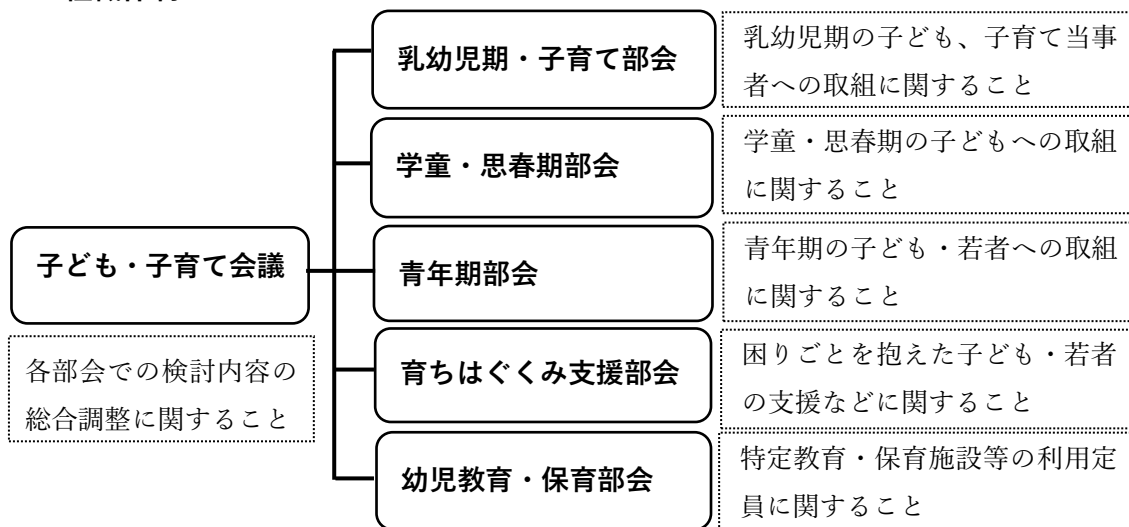 乳幼児期・子育て部会
乳幼児期の子ども、子育て当事
者への取組に関すること
学童・思春期部会
学童・思春期の子どもへの取組
に関すること
子ども・子育て会議
各部会での検討内容の
総合調整に関すること
青年期部会
青年期の子ども・若者への取組
に関すること
育ちはぐくみ支援部会
困りごとを抱えた子ども・若者
の支援などに関すること
幼児教育・保育部会
特定教育・保育施設等の利用定
員に関すること